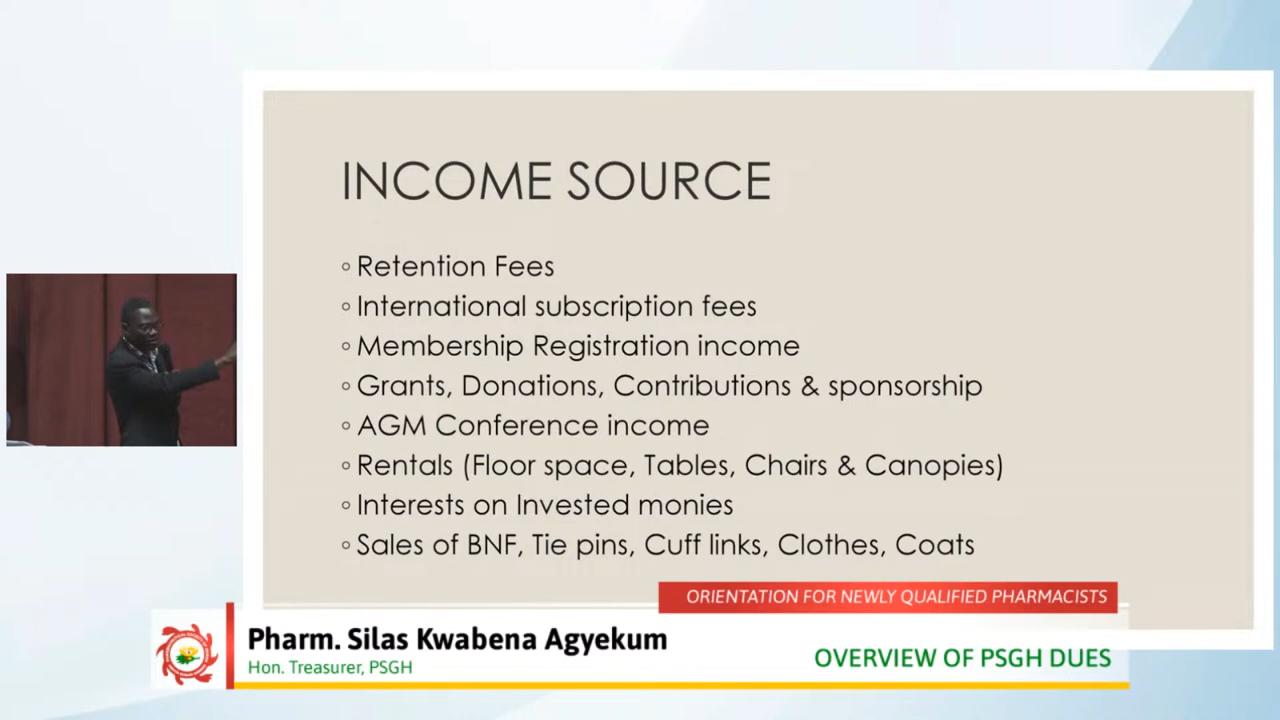 INCOME SOURCE
◦ Retention Fees
◦ International subscription fees
◦ Membership Registration income
◦ Grants, Donations, Contributions & sponsorship
◦ AGM Conference income
◦ Rentals (Floor space, Tables, Chairs & Canopies)
◦ Interests on Invested monies
◦ Sales of BNF, Tie pins, Cuff links, Clothes, Coats
ORIENTATION FOR NEWLY QUALIFIED PHARMACISTS
Pharm. Silas Kwabena Agyekum
Hon. Treasurer, PSGH
OVERVIEW OF PSGH DUES